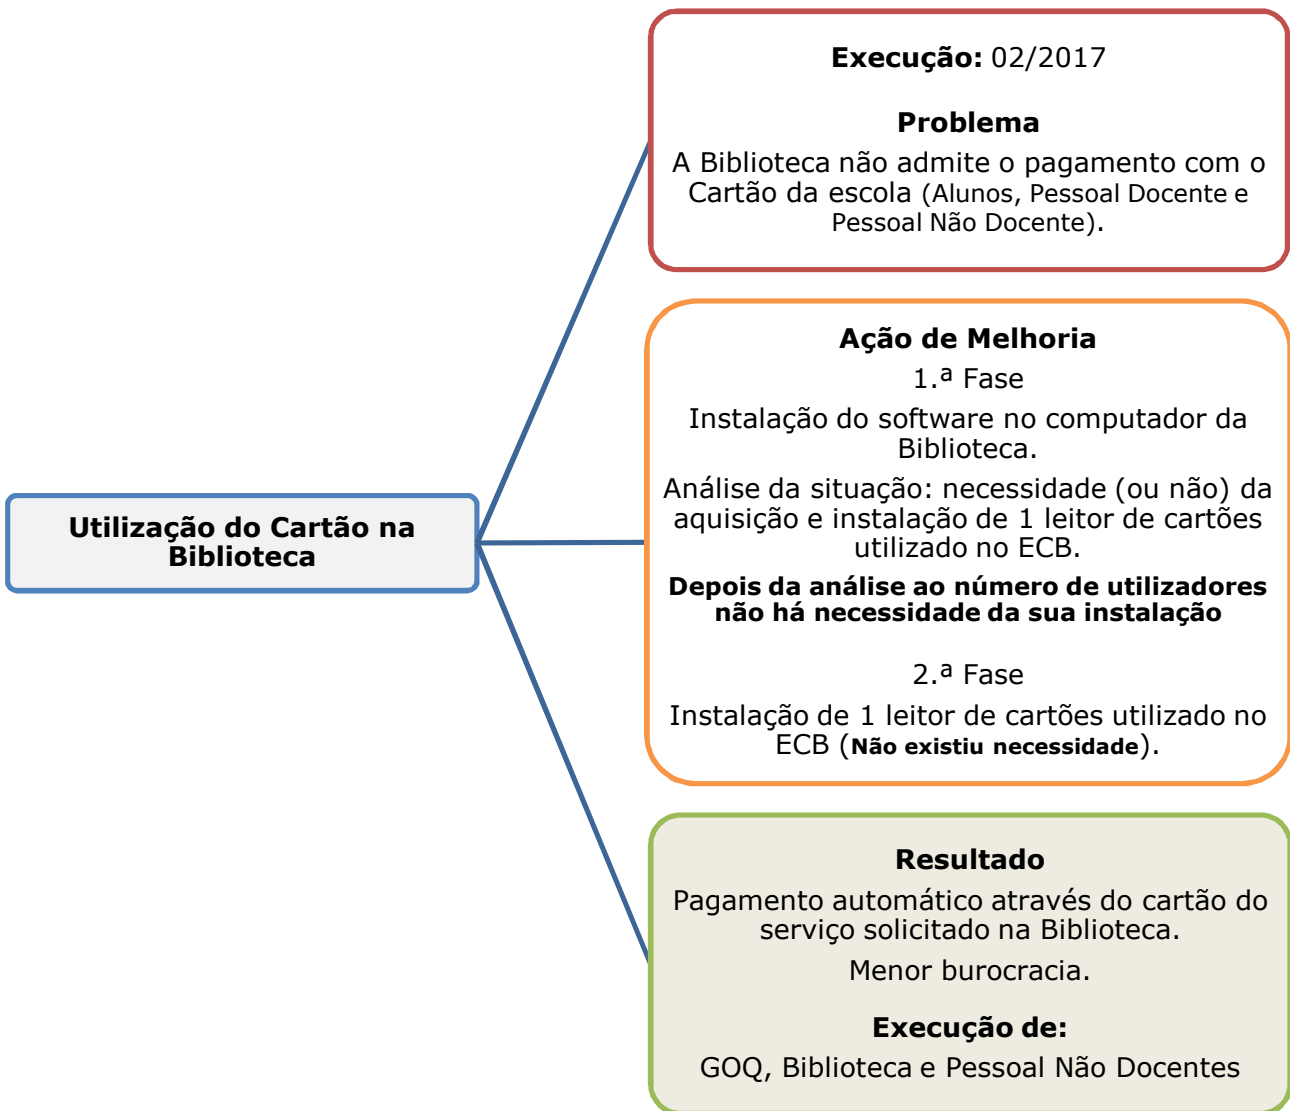 Utilização do Cartão na
Biblioteca
Execução: 02/2017
Problema
A Biblioteca não admite o pagamento com o
Cartão da escola (Alunos, Pessoal Docente e
Pessoal Não Docente).
Ação de Melhoria
1.ª Fase
Instalação do software no computador da
Biblioteca.
Análise da situação: necessidade (ou não) da
aquisição e instalação de 1 leitor de cartões
utilizado no ECB.
Depois da análise ao número de utilizadores
não há necessidade da sua instalação
2.ª Fase
Instalação de 1 leitor de cartões utilizado no
ECB (Não existiu necessidade).
Resultado
Pagamento automático através do cartão do
serviço solicitado na Biblioteca.
Menor burocracia.
Execução de:
GOQ, Biblioteca e Pessoal Não Docentes